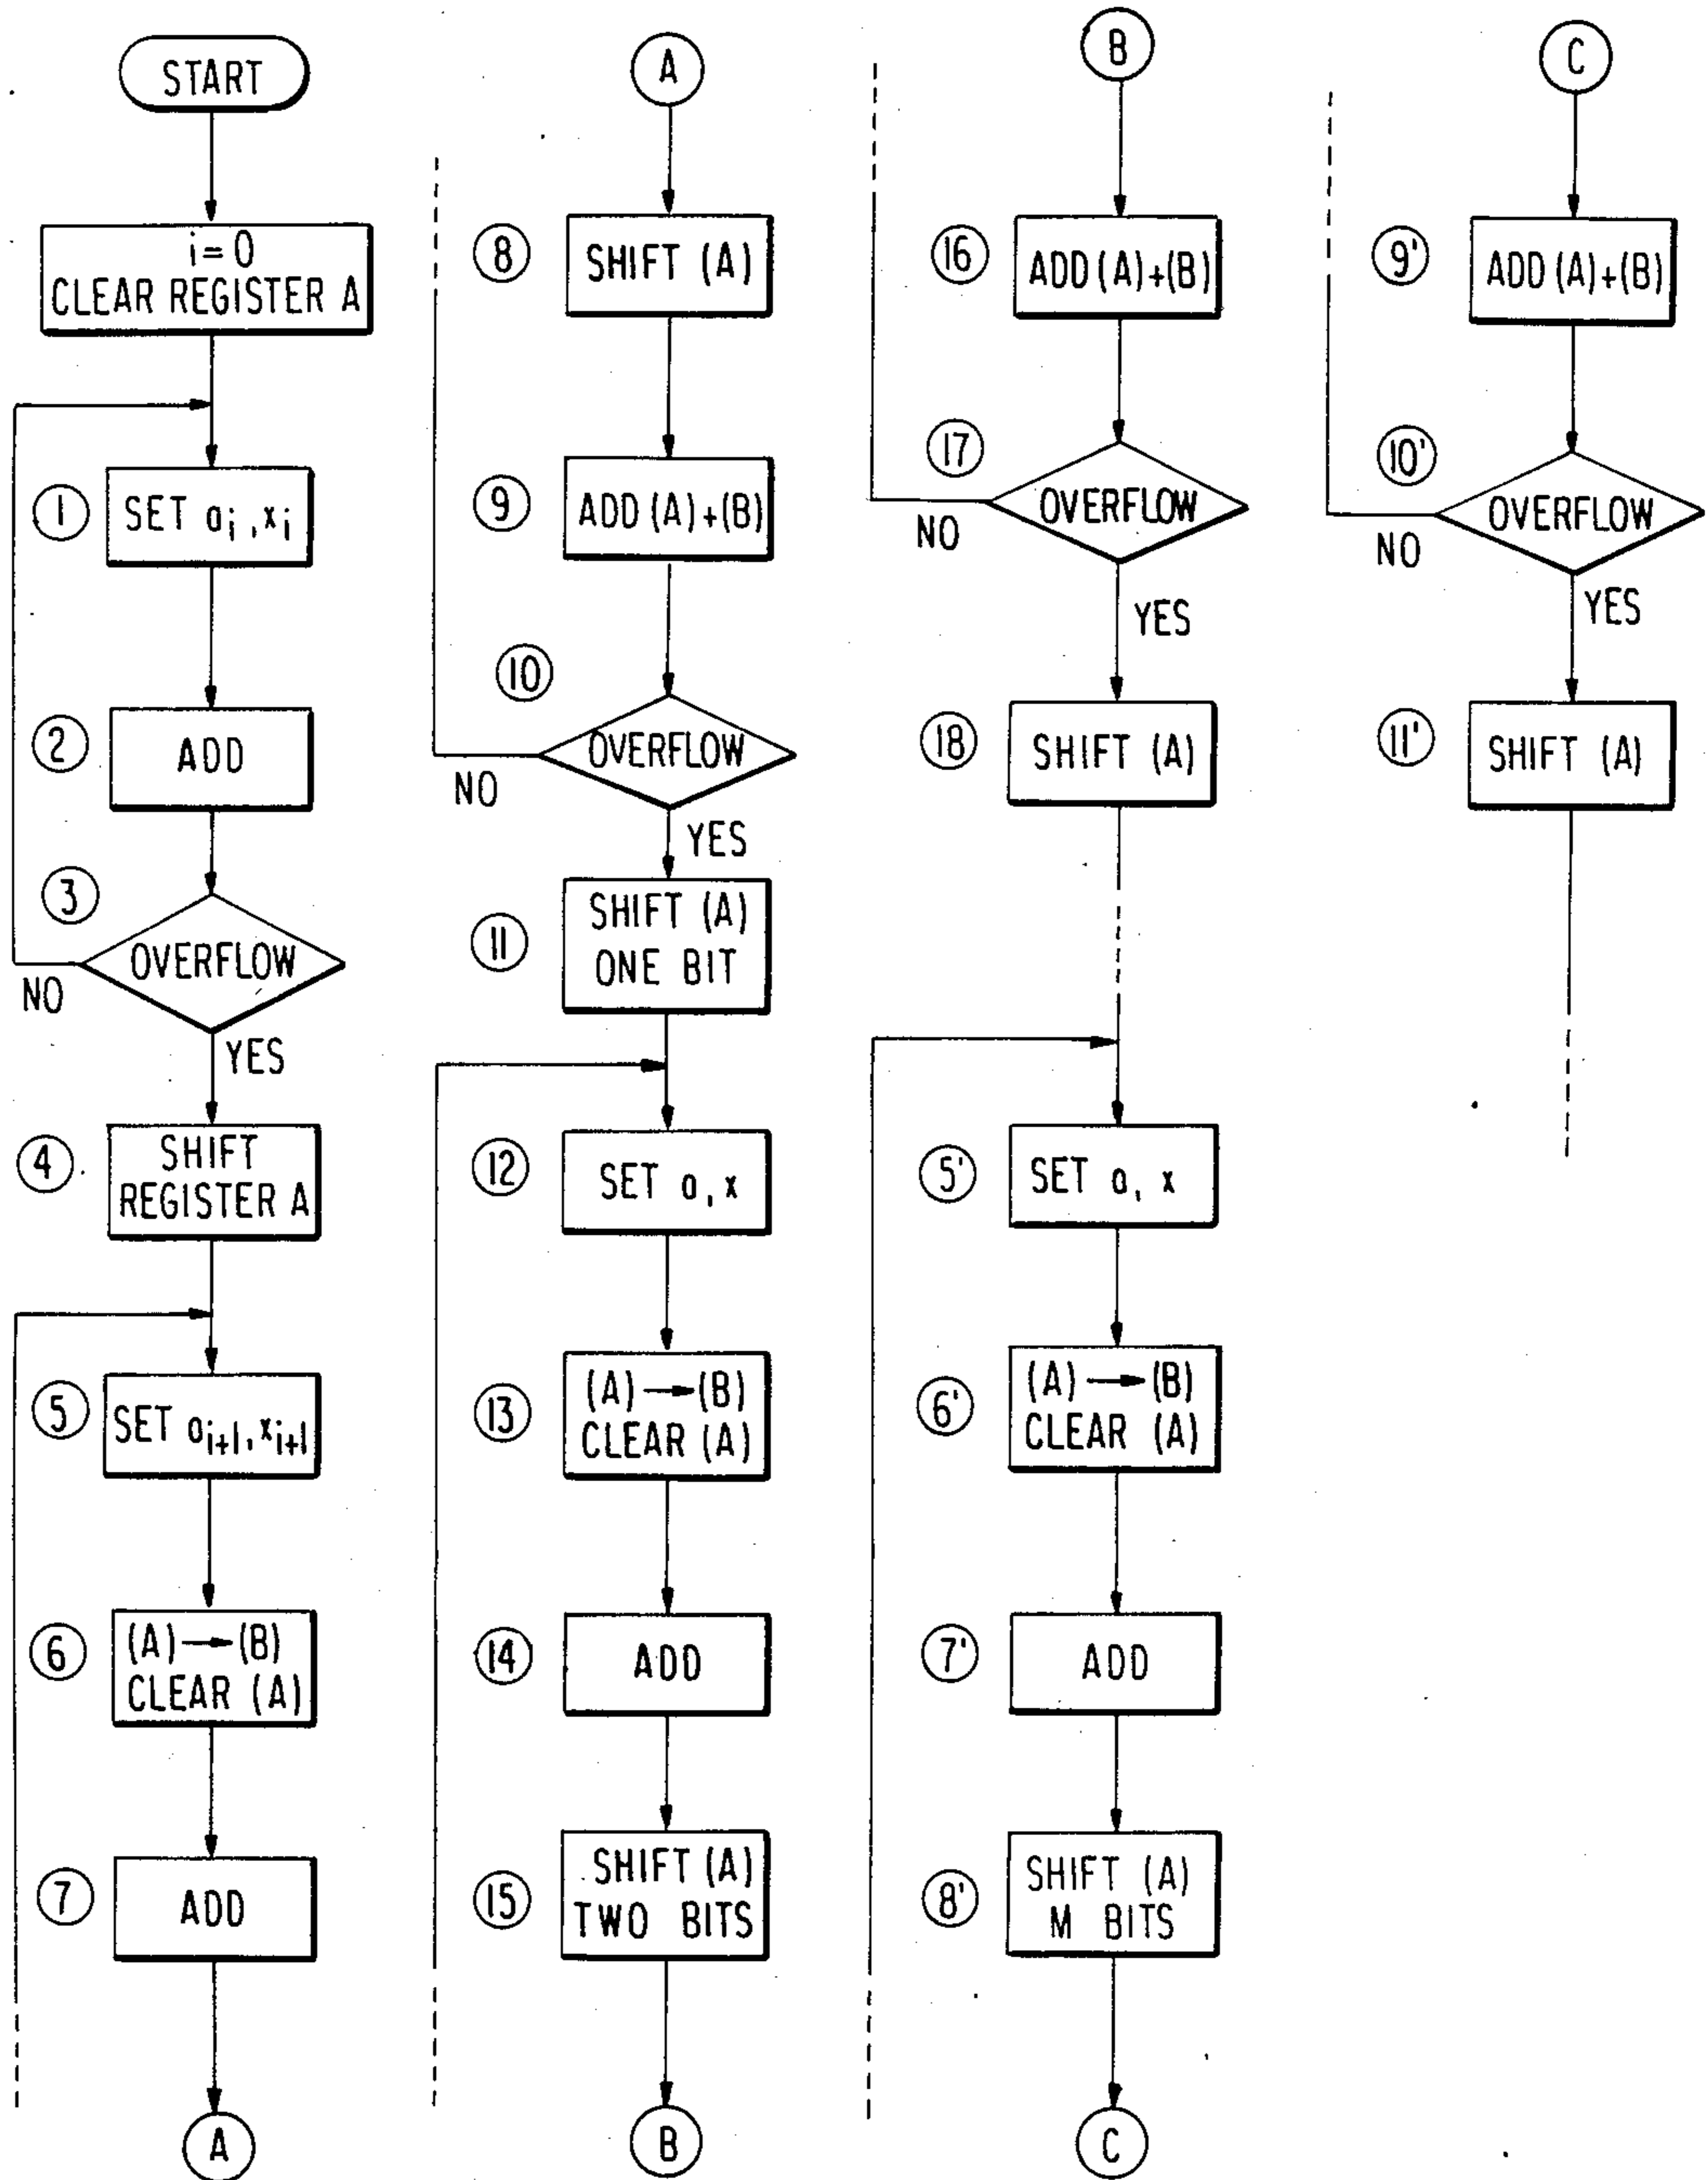 START
i=0
CLEAR REGISTER A
1
SET ai, xi
2
ADD
3
OVERFLOW
NO
YES
4
SHIFT
REGISTER A
5
SET ai+1, xi+1
6
(A) → (B)
CLEAR (A)
7
ADD
A
A
8
SHIFT (A)
9
ADD (A)+(B)
10
OVERFLOW
NO
YES
11
SHIFT (A)
ONE BIT
12
SET a, x
13
(A) → (B)
CLEAR (A)
14
ADD
15
SHIFT (A)
TWO BITS
B
B
16
ADD (A)+(B)
17
OVERFLOW
NO
YES
18
SHIFT (A)
5'
SET a, x
6'
(A) → (B)
CLEAR (A)
7'
ADD
8'
SHIFT (A)
M BITS
C
C
9'
ADD (A)+(B)
10'
OVERFLOW
NO
YES
11'
SHIFT (A)